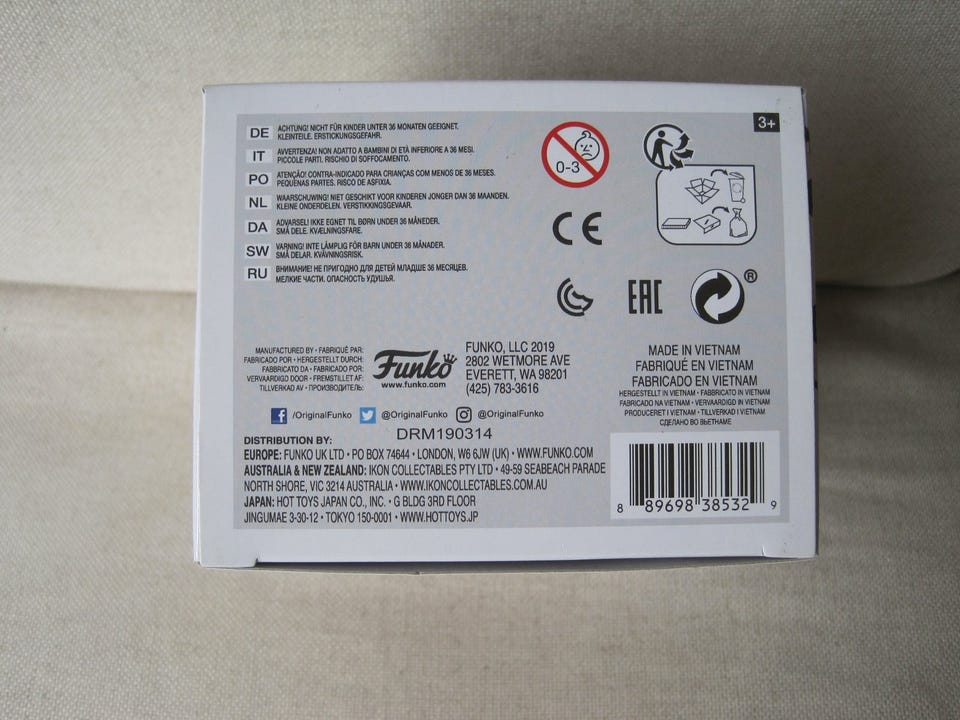 3+
DE ACHTUNG! NICHT FÜR KINDER UNTER 36 MONATEN GEEIGNET.
KLEINTEILE. ERSTICKUNGSGEFAHR.
IT AVVERTENZA! NON ADATTO A BAMBINI DI ETÀ INFERIORE A 36 MESI.
PICCOLE PARTI. RISCHIO DI SOFFOCAMENTO.
PO ATENÇÃO! CONTRA-INDICADO PARA CRIANÇAS COM MENOS DE 36 MESES.
PEQUENAS PARTES. RISCO DE ASFIXIA.
NL WAARSCHUWING! NIET GESCHIKT VOOR KINDEREN JONGER DAN 36 MAANDEN.
KLEINE ONDERDELEN. VERSTIKKINGSGEVAAR.
DA ADVARSEL! IKKE EGNET TIL BØRN UNDER 36 MÅNEDER.
SMÅ DELE. KVÆLNINGSFARE.
SW VARNING! INTE LÄMPLIG FÖR BARN UNDER 36 MÅNADER.
SMÅ DELAR. KVÄVNINGSRISK.
RU ВНИМАНИЕ! НЕ ПРИГОДНО ДЛЯ ДЕТЕЙ МЛАДШЕ 36 МЕСЯЦЕВ.
МЕЛКИЕ ЧАСТИ. ОПАСНОСТЬ УДУШЬЯ.
0-3
CE
EAC
®
MANUFACTURED BY • FABRIQUÉ PAR:
FABRICADO POR • HERGESTELLT DURCH:
FABBRICATO DA • FABRICADO POR:
VERVAARDIGD DOOR • FREMSTILLET AF:
TILLVERKAD AV • ПРОИЗВОДИТЕЛЬ:
Funko
www.funko.com
FUNKO, LLC 2019
2802 WETMORE AVE
EVERETT, WA 98201
(425) 783-3616
MADE IN VIETNAM
FABRIQUÉ EN VIETNAM
FABRICADO EN VIETNAM
HERGESTELLT IN VIETNAM • FABBRICATO IN VIETNAM
FABRICADO NA VIETNAM • VERVAARDIGD IN VIETNAM
PRODUCERET I VIETNAM • TILLVERKAD I VIETNAM
СДЕЛАНО ВО ВЬЕТНАМЕ
/OriginalFunko @OriginalFunko @OriginalFunko
DRM190314
DISTRIBUTION BY:
EUROPE: FUNKO UK LTD • PO BOX 74644 • LONDON, W6 6JW (UK) • WWW.FUNKO.COM
AUSTRALIA & NEW ZEALAND: IKON COLLECTABLES PTY LTD • 49-59 SEABEACH PARADE
NORTH SHORE, VIC 3214 AUSTRALIA • WWW.IKONCOLLECTABLES.COM.AU
JAPAN: HOT TOYS JAPAN CO., INC. • G BLDG 3RD FLOOR
JINGUMAE 3-30-12 • TOKYO 150-0001 • WWW.HOTTOYS.JP
8 89698 38532 9